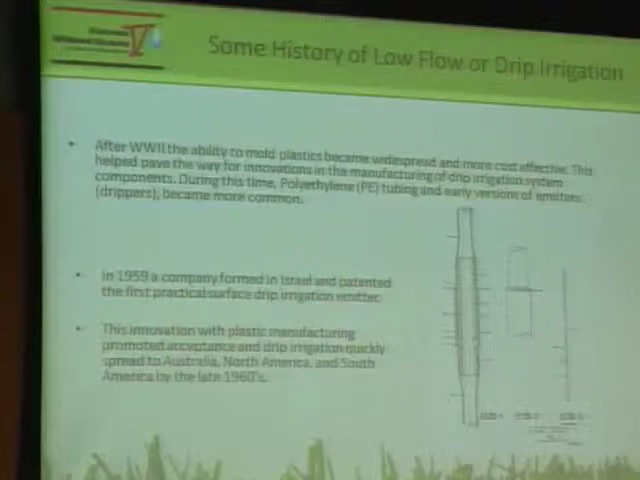 Some History of Low Flow or Drip Irrigation
After WWII the ability to mold plastics became widespread and more cost effective. This
helped pave the way for innovations in the manufacturing of drip irrigation system
components. During this time, Polyethylene (PE) tubing and early versions of emitters
(drippers), became more common.
In 1959 a company formed in Israel and patented
the first practical surface drip irrigation emitter.
This innovation with plastic manufacturing
promoted acceptance and drip irrigation quickly
spread to Australia, North America, and South
America by the late 1960's.